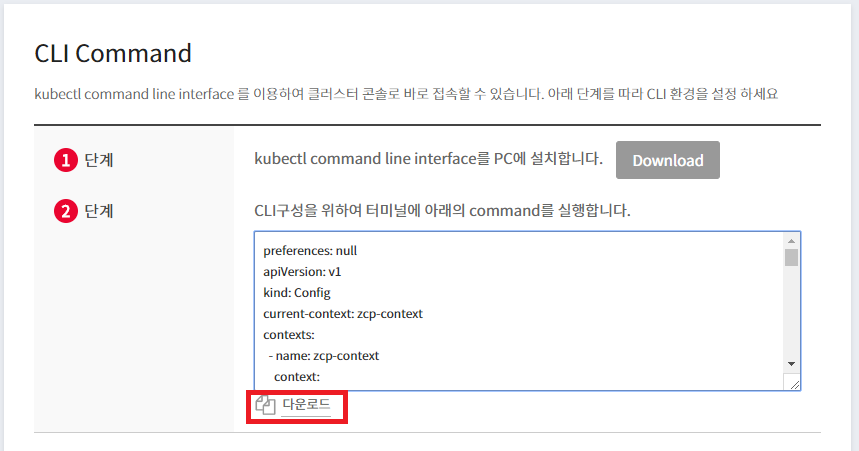 CLI Command
kubectl command line interface 를 이용하여 클러스터 콘솔로 바로 접속할 수 있습니다. 아래 단계를 따라 CLI 환경을 설정 하세요
1 단계
kubectl command line interface를 PC에 설치합니다. Download
2 단계
CLI구성을 위하여 터미널에 아래의 command를 실행합니다.
preferences: null
apiVersion: v1
kind: Config
current-context: zcp-context
contexts:
- name: zcp-context
context:
다운로드